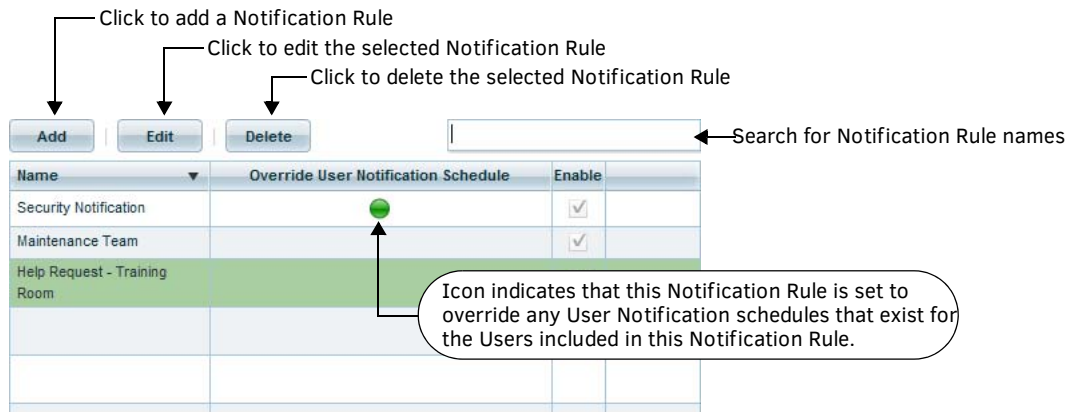 Click to add a Notification Rule
Click to edit the selected Notification Rule
Click to delete the selected Notification Rule
Add
Edit
Delete
Search for Notification Rule names
Name
Override User Notification Schedule
Enable
Security Notification
Maintenance Team
Help Request - Training
Room
Icon indicates that this Notification Rule is set to
override any User Notification schedules that exist for
the Users included in this Notification Rule.